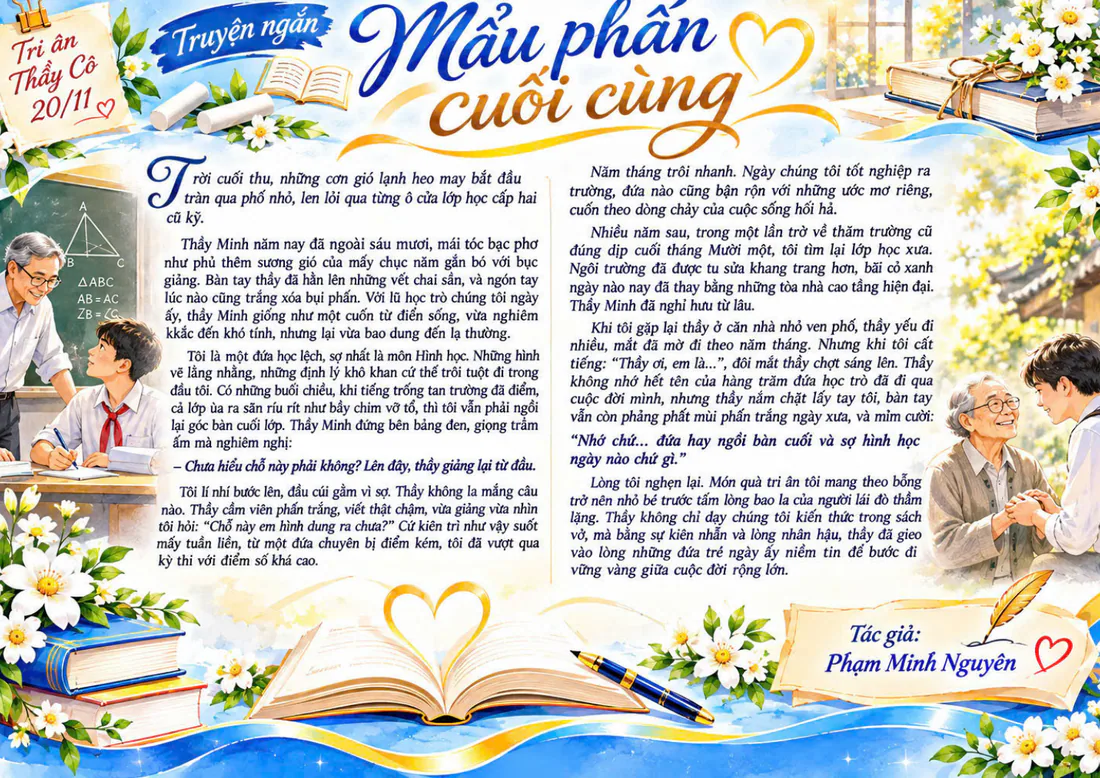 Tri ân
Thầy Cô
20/11
Truyện ngắn
Mẩu phấn
cuối cùng
Trời cuối thu, những cơn gió lạnh heo may bắt đầu
tràn qua phố nhỏ, len lỏi qua từng ô cửa lớp học cấp hai
cũ kỹ.
Thầy Minh năm nay đã ngoài sáu mươi, mái tóc bạc phơ
như phủ thêm sương gió của mấy chục năm gắn bó với bục
giảng. Bàn tay thầy đã hằn lên những vết chai sần, và ngón tay
lúc nào cũng trắng xóa bụi phấn. Với lũ học trò chúng tôi ngày
ấy, thầy Minh giống như một cuốn từ điển sống, vừa nghiêm
kkắc đến khó tính, nhưng lại vừa bao dung đến lạ thường.
Tôi là một đứa học lệch, sợ nhất là môn Hình học. Những hình
vẽ lằng nhằng, những định lý khô khan cứ thế trôi tuột đi trong
đầu tôi. Có những buổi chiều, khi tiếng trống tan trường đã điểm,
cả lớp ùa ra săn ríu rít như bầy chim vỡ tổ, thì tôi vẫn phải ngồi
lại góc bàn cuối lớp. Thầy Minh đứng bên bảng đen, giọng trầm
ấm mà nghiêm nghị:
– Chưa hiểu chỗ này phải không? Lên đây, thầy giảng lại từ đầu.
Tôi lí nhí bước lên, đầu cúi gằm vì sợ. Thầy không la mắng câu
nào. Thầy cầm viên phấn trắng, viết thật chậm, vừa giảng vừa nhìn
tôi hỏi: “Chỗ này em hình dung ra chưa?” Cứ kiên trì như vậy suốt
mấy tuần liền, từ một đứa chuyên bị điểm kém, tôi đã vượt qua
kỳ thi với điểm số khá cao.
Năm tháng trôi nhanh. Ngày chúng tôi tốt nghiệp ra
trường, đứa nào cũng bận rộn với những ước mơ riêng,
cuốn theo dòng chảy của cuộc sống hối hả.
Nhiều năm sau, trong một lần trở về thăm trường cũ
đúng dịp cuối tháng Mười một, tôi tìm lại lớp học xưa.
Ngôi trường đã được tu sửa khang trang hơn, bãi cỏ xanh
ngày nào nay đã thay bằng những tòa nhà cao tầng hiện đại.
Thầy Minh đã nghỉ hưu từ lâu.
Khi tôi gặp lại thầy ở căn nhà nhỏ ven phố, thầy yếu đi
nhiều, mắt đã mờ đi theo năm tháng. Nhưng khi tôi cất
tiếng: “Thầy ơi, em là...”, đôi mắt thầy chợt sáng lên. Thầy
không nhớ hết tên của hàng trăm đứa học trò đã đi qua
cuộc đời mình, nhưng thầy nắm chặt lấy tay tôi, bàn tay
vẫn còn phảng phất mùi phấn trắng ngày xưa, và mỉm cười:
“Nhớ chứ... đứa hay ngồi bàn cuối và sợ hình học
ngày nào chứ gì.”
Lòng tôi nghẹn lại. Món quà tri ân tôi mang theo bỗng
trở nên nhỏ bé trước tấm lòng bao la của người lái đò thầm
lặng. Thầy không chỉ dạy chúng tôi kiến thức trong sách
vở, mà bằng sự kiên nhẫn và lòng nhân hậu, thầy đã gieo
vào lòng những đứa trẻ ngày ấy niềm tin để bước đi
vững vàng giữa cuộc đời rộng lớn.
A
B
C
△ABC
AB = AC
Tác giả:
Phạm Minh Nguyên